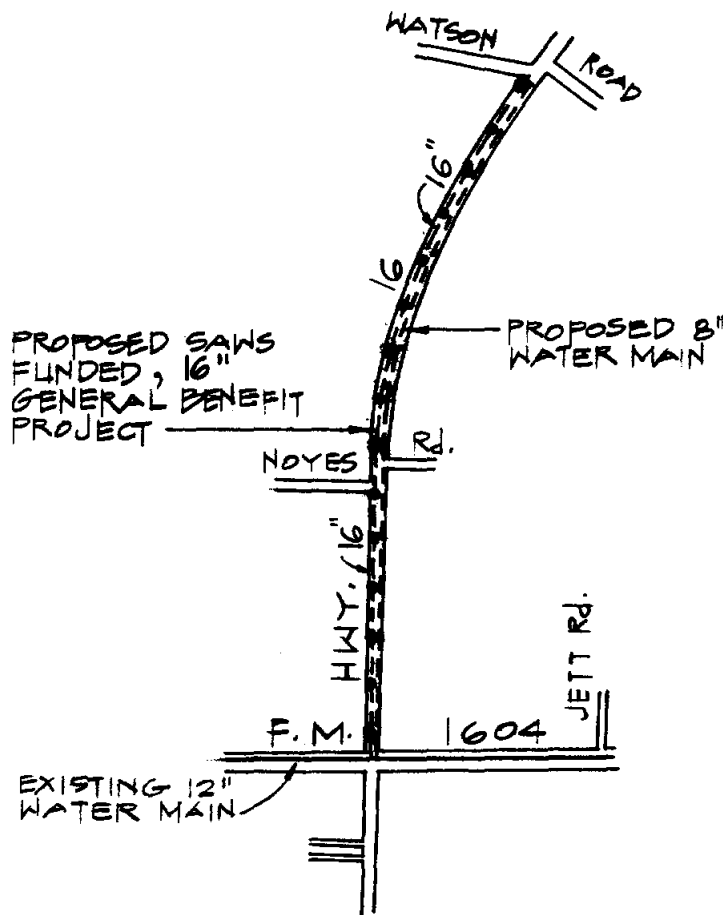 WATSON
ROAD
16"
16
PROPOSED SAWS
FUNDED, 16"
GENERAL BENEFIT
PROJECT
PROPOSED 8"
WATER MAIN
NOYES
Rd.
16"
HWY.
JETT Rd.
F. M.
1604
EXISTING 12"
WATER MAIN